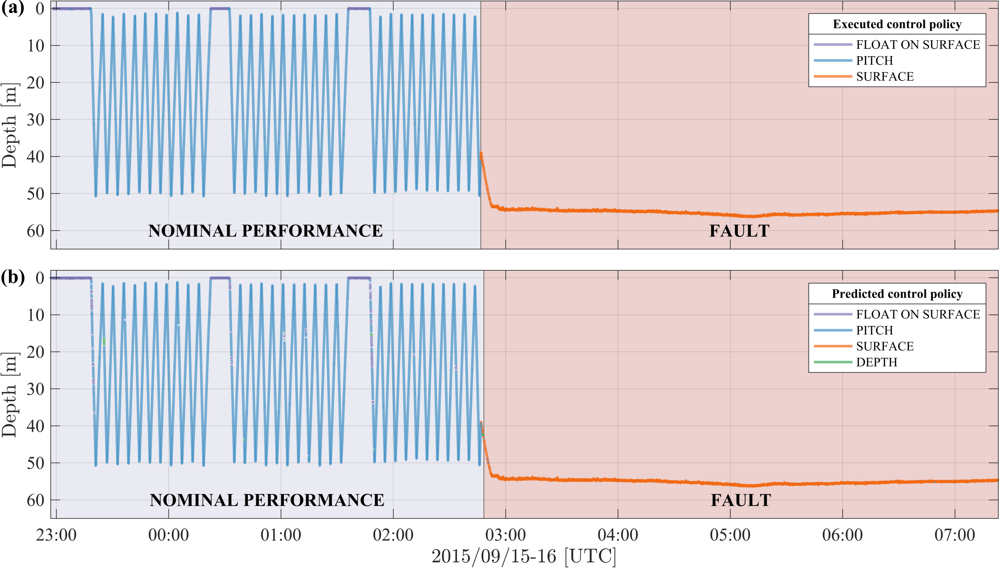 (a)
Depth [m]
0
10
20
30
40
50
60
Executed control policy
FLOAT ON SURFACE
PITCH
SURFACE
NOMINAL PERFORMANCE
FAULT
(b)
Depth [m]
0
10
20
30
40
50
60
Predicted control policy
FLOAT ON SURFACE
PITCH
SURFACE
DEPTH
NOMINAL PERFORMANCE
FAULT
23:00 00:00 01:00 02:00 03:00 04:00 05:00 06:00 07:00
2015/09/15-16 [UTC]